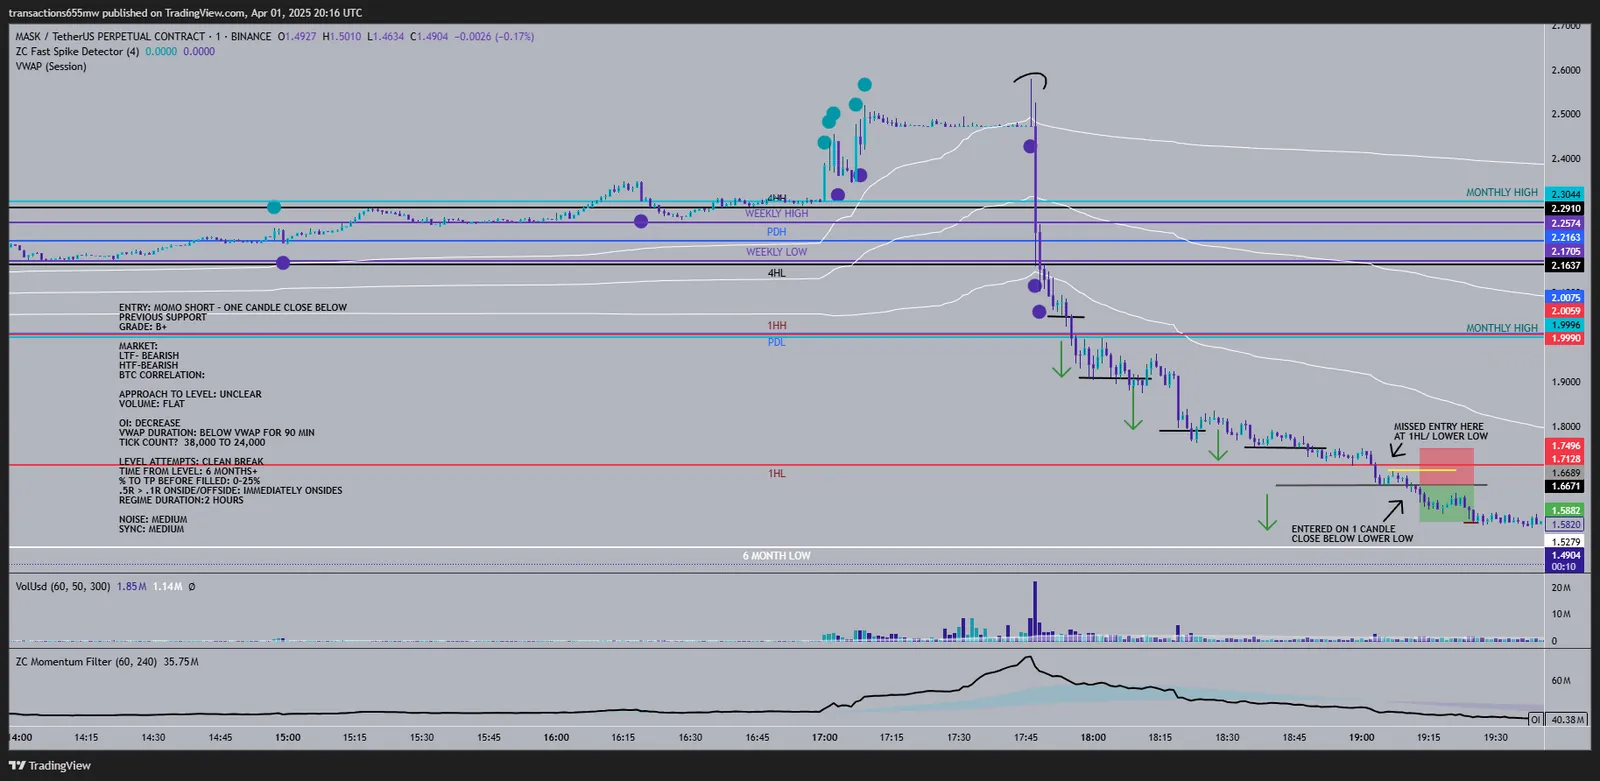 transactions655mw published on TradingView.com, Apr 01, 2025 20:16 UTC
MASK / TetherUS PERPETUAL CONTRACT · 1 · BINANCE O1.4927 H1.5010 L1.4634 C1.4904 −0.0026 (−0.17%)
ZC Fast Spike Detector (4) 0.0000 0.0000
VWAP (Session)
2.6000
2.5000
2.4000
MONTHLY HIGH 2.3044
2.2910
WEEKLY HIGH
2.2574
PDH
2.2163
WEEKLY LOW
2.1705
4HL
2.1637
2.0075
2.0059
1HH
1.9996
MONTHLY HIGH
1.9990
PDL
1.9000
1.8000
1.7496
1.7128
1HL
1.6689
1.6671
1.5882
1.5820
1.5279
6 MONTH LOW
1.4904
00:10
ENTRY: MOMO SHORT - ONE CANDLE CLOSE BELOW
PREVIOUS SUPPORT
GRADE: B+
MARKET:
LTF- BEARISH
HTF-BEARISH
BTC CORRELATION:
APPROACH TO LEVEL: UNCLEAR
VOLUME: FLAT
OI: DECREASE
VWAP DURATION: BELOW VWAP FOR 90 MIN
TICK COUNT? 38,000 TO 24,000
LEVEL ATTEMPTS: CLEAN BREAK
TIME FROM LEVEL: 6 MONTHS+
% TO TP BEFORE FILLED: 0-25%
.5R > .1R ONSIDE/OFFSIDE: IMMEDIATELY ONSIDES
REGIME DURATION:2 HOURS
NOISE: MEDIUM
SYNC: MEDIUM
MISSED ENTRY HERE
AT 1HL/ LOWER LOW
ENTERED ON 1 CANDLE
CLOSE BELOW LOWER LOW
VolUsd (60, 50, 300) 1.85M 1.14M Ø
20M
10M
0
ZC Momentum Filter (60, 240) 35.75M
60M
OI 40.38M
14:00 14:15 14:30 14:45 15:00 15:15 15:30 15:45 16:00 16:15 16:30 16:45 17:00 17:15 17:30 17:45 18:00 18:15 18:30 18:45 19:00 19:15 19:30
TradingView